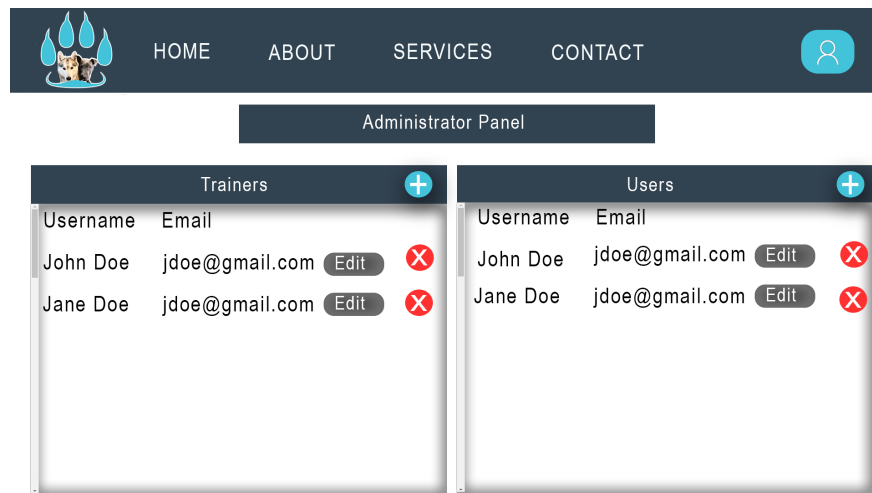 HOME ABOUT SERVICES CONTACT
Administrator Panel
Trainers
Username Email
John Doe jdoe@gmail.com Edit X
Jane Doe jdoe@gmail.com Edit X
Users
Username Email
John Doe jdoe@gmail.com Edit X
Jane Doe jdoe@gmail.com Edit X